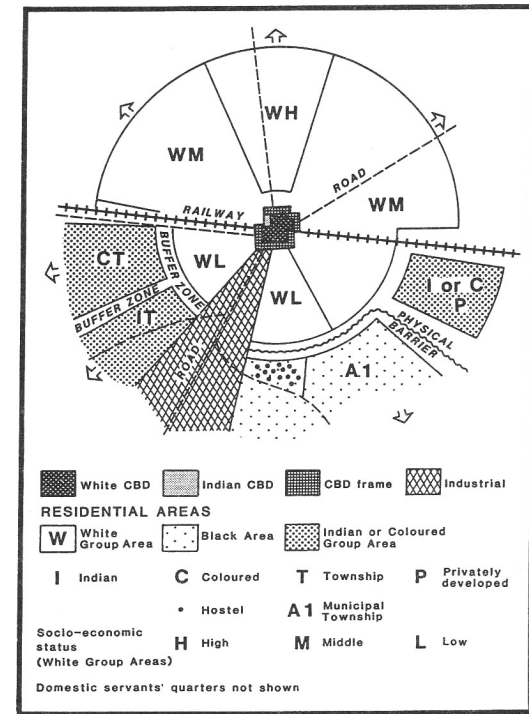 WH
WM
ROAD
WM
RAILWAY
CT
BUFFER ZONE
WL
BUFFER ZONE
IT
WL
ROAD
I or C
P
PHYSICAL
BARRIER
A1
White CBD
Indian CBD
CBD frame
Industrial
RESIDENTIAL AREAS
W White Group Area
Black Area
Indian or Coloured Group Area
I Indian
C Coloured
T Township
P Privately developed
• Hostel
A1 Municipal Township
Socio-economic
status
(White Group Areas)
H High
M Middle
L Low
Domestic servants' quarters not shown